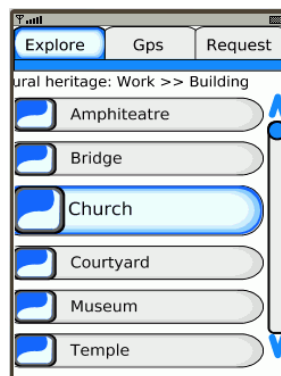 Explore Gps Request
ural heritage: Work >> Building
Amphiteatre
Bridge
Church
Courtyard
Museum
Temple